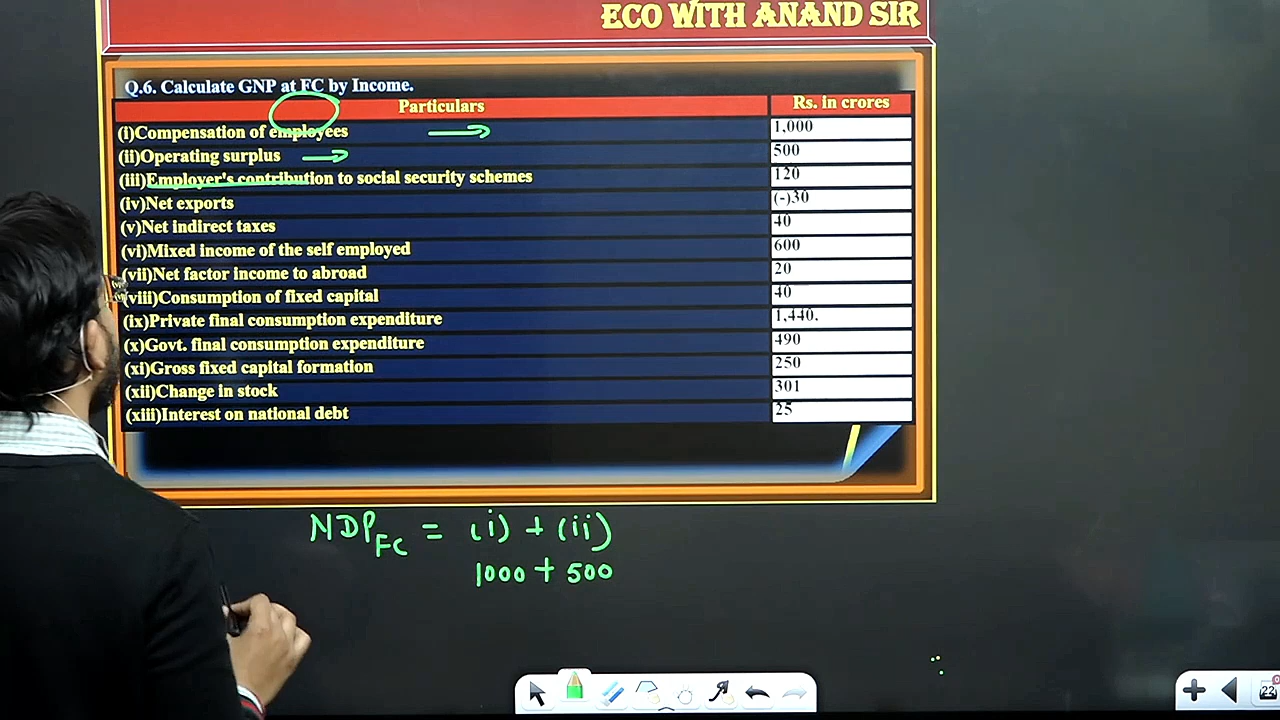 ECO WITH ANAND SIR
Q.6. Calculate GNP at FC by Income.
Particulars Rs. in crores
(i)Compensation of employees 1,000
(ii)Operating surplus 500
(iii)Employer's contribution to social security schemes 120
(iv)Net exports (-)30
(v)Net indirect taxes 40
(vi)Mixed income of the self employed 600
(vii)Net factor income to abroad 20
(viii)Consumption of fixed capital 40
(ix)Private final consumption expenditure 1,440.
(x)Govt. final consumption expenditure 490
(xi)Gross fixed capital formation 250
(xii)Change in stock 301
(xiii)Interest on national debt 25
NDP FC = (i) + (ii)
1000 + 500
22